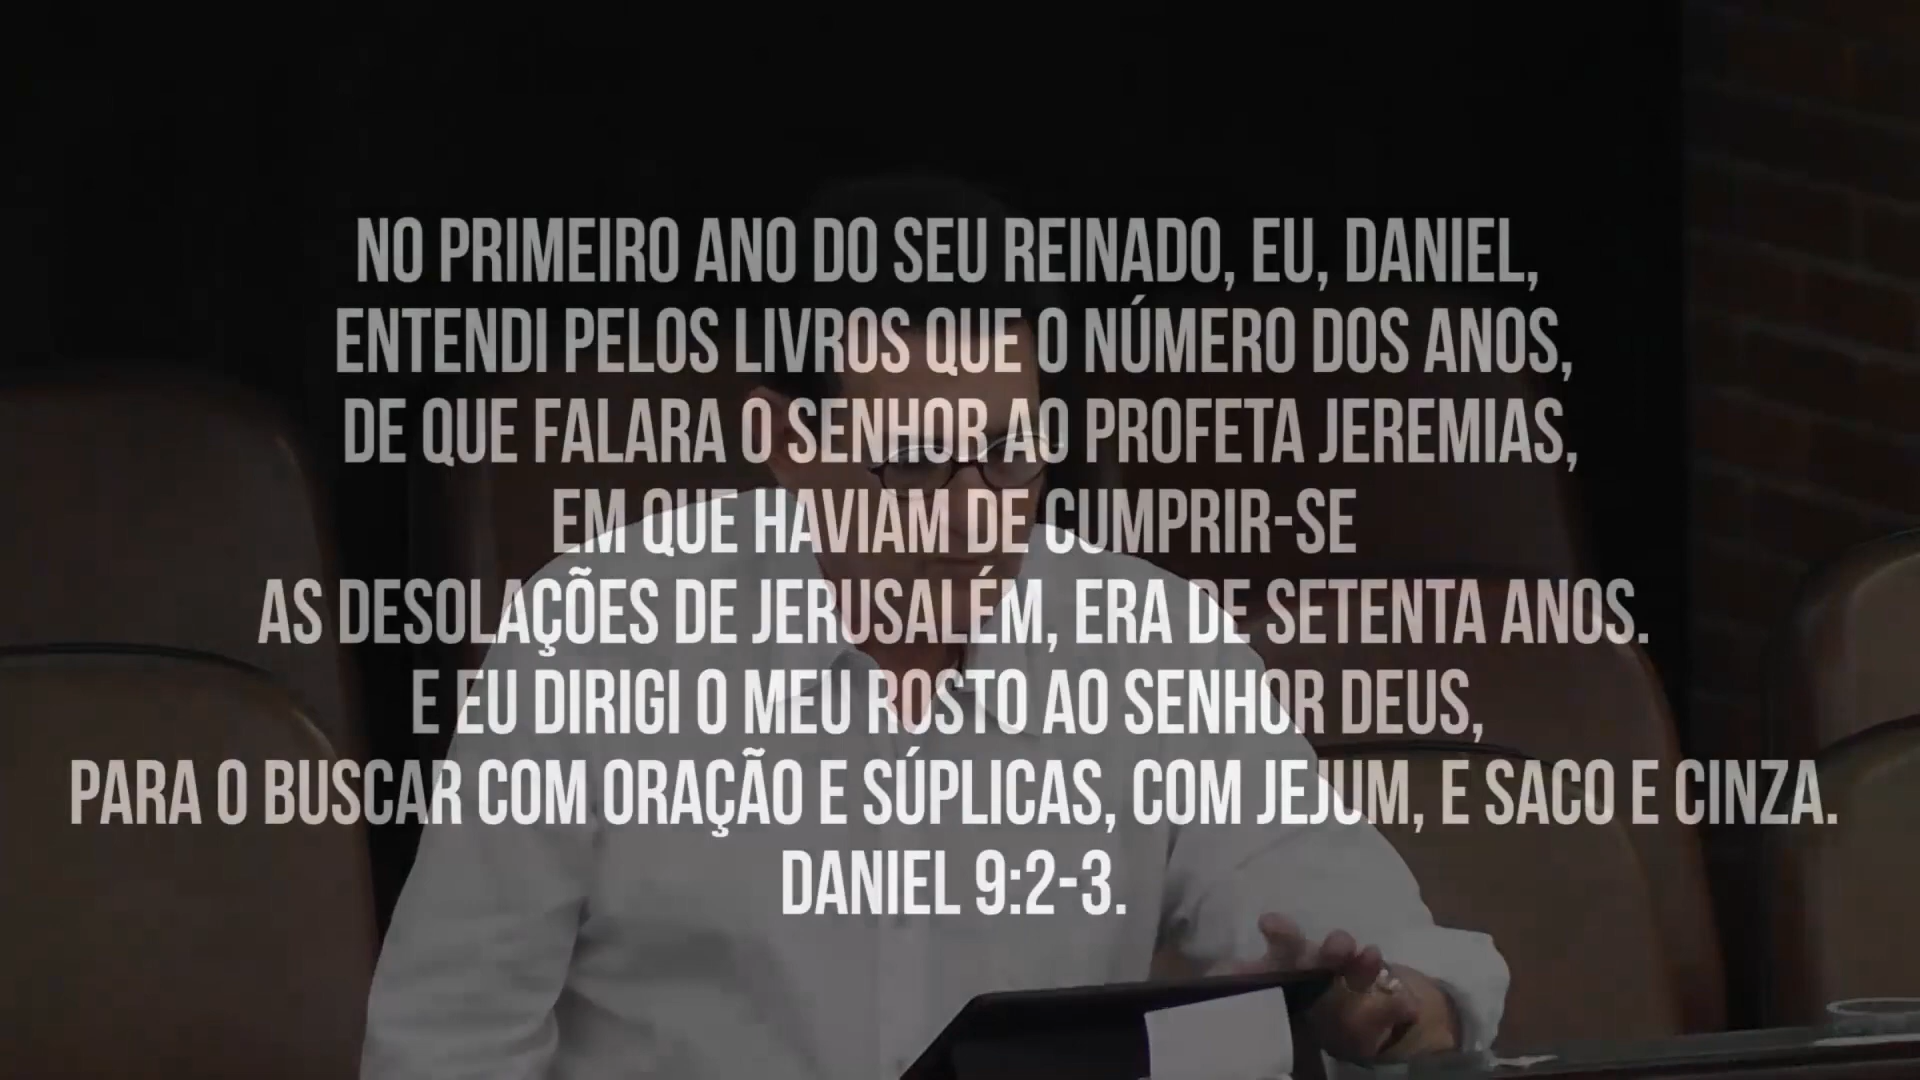 NO PRIMEIRO ANO DO SEU REINADO, EU, DANIEL,
ENTENDI PELOS LIVROS QUE O NÚMERO DOS ANOS,
DE QUE FALARA O SENHOR AO PROFETA JEREMIAS,
EM QUE HAVIAM DE CUMPRIR-SE
AS DESOLAÇÕES DE JERUSALÉM, ERA DE SETENTA ANOS.
E EU DIRIGI O MEU ROSTO AO SENHOR DEUS,
PARA O BUSCAR COM ORAÇÃO E SÚPLICAS, COM JEJUM, E SACO E CINZA.
DANIEL 9:2-3.